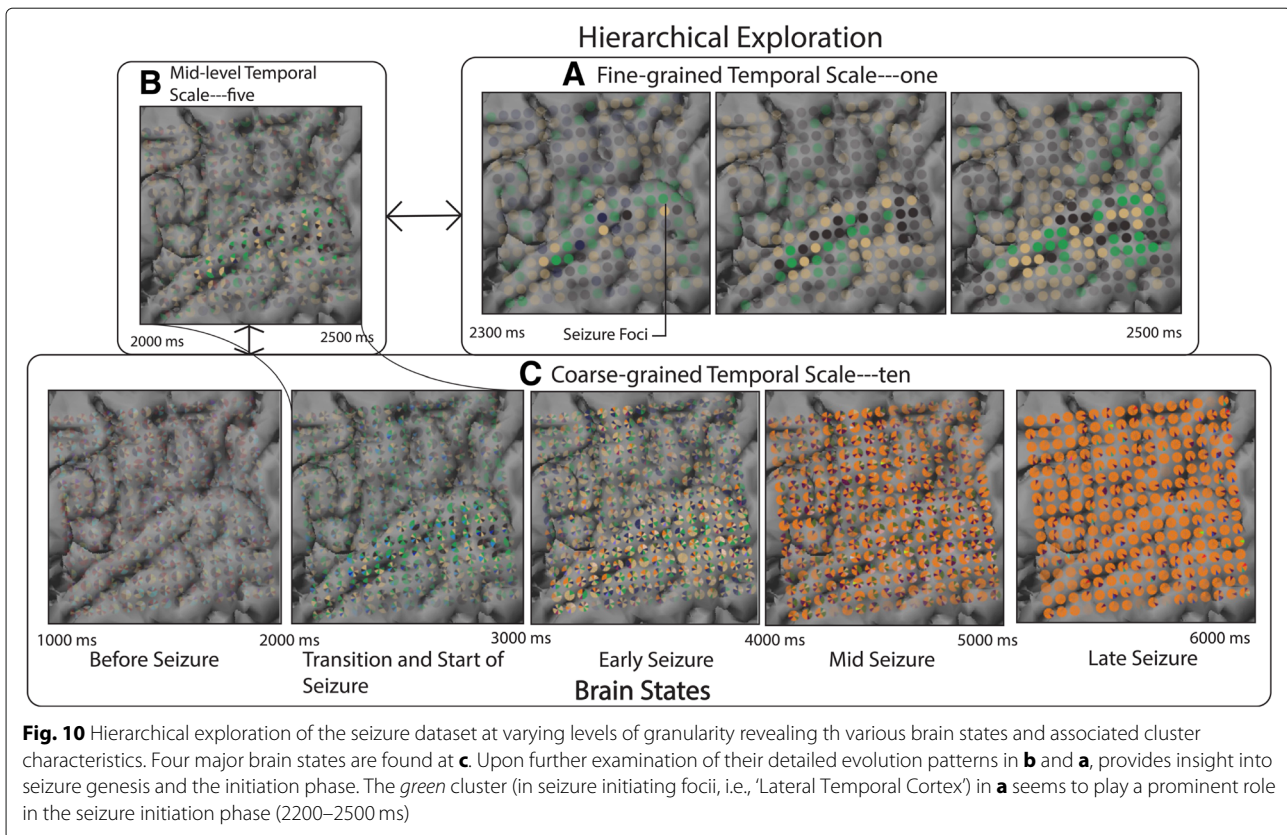 Hierarchical Exploration
B Mid-level Temporal
Scale---five
A Fine-grained Temporal Scale---one
2000 ms
2500 ms
2300 ms
Seizure Foci
2500 ms
C Coarse-grained Temporal Scale---ten
1000 ms
2000 ms
3000 ms
4000 ms
5000 ms
6000 ms
Before Seizure
Transition and Start of
Seizure
Early Seizure
Mid Seizure
Late Seizure
Brain States
Fig. 10 Hierarchical exploration of the seizure dataset at varying levels of granularity revealing th various brain states and associated cluster
characteristics. Four major brain states are found at c. Upon further examination of their detailed evolution patterns in b and a, provides insight into
seizure genesis and the initiation phase. The green cluster (in seizure initiating focii, i.e., ‘Lateral Temporal Cortex’) in a seems to play a prominent role
in the seizure initiation phase (2200–2500 ms)